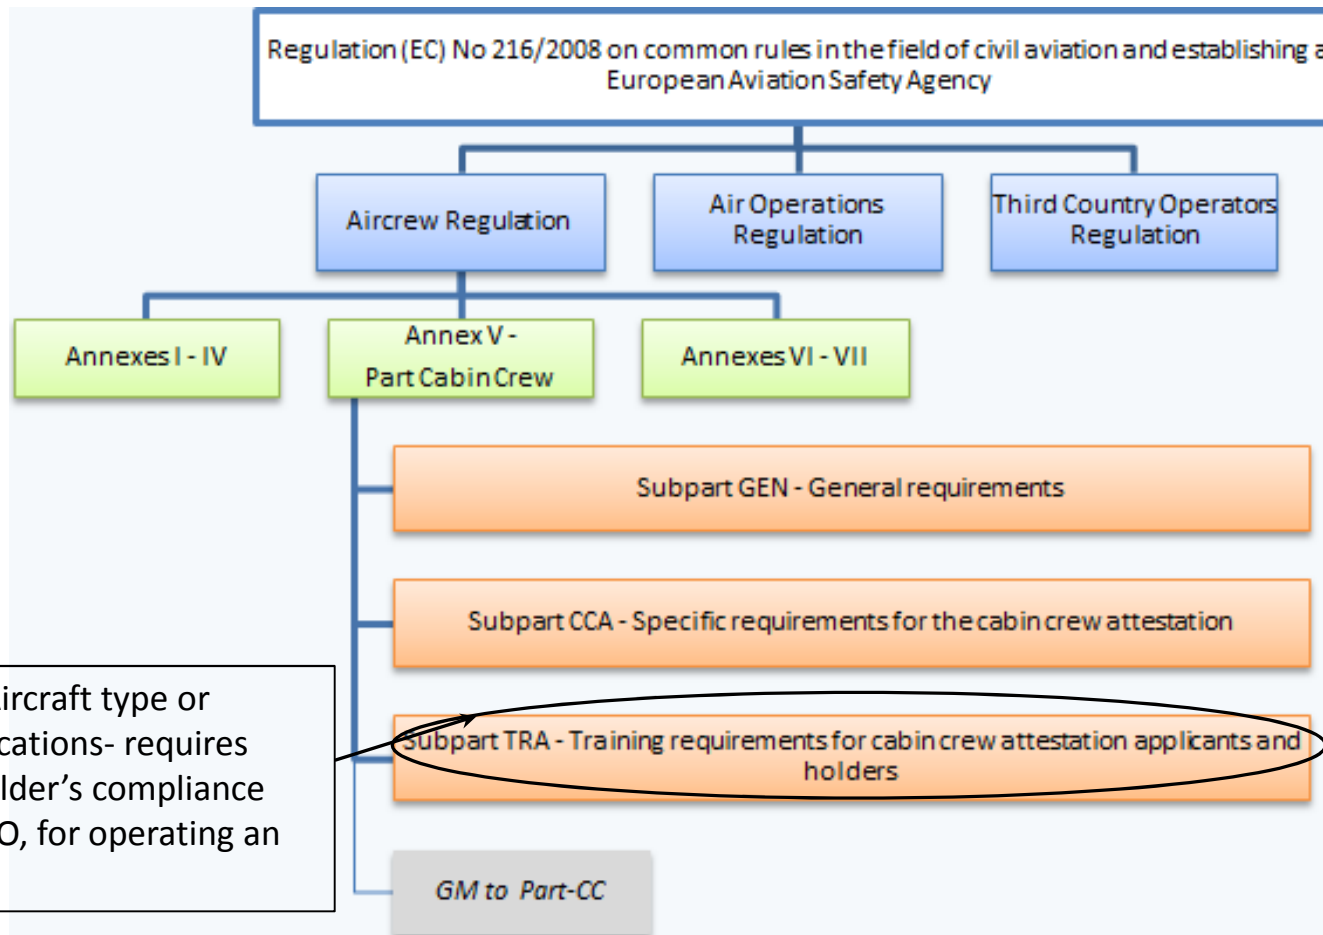 Regulation (EC) No 216/2008 on common rules in the field of civil aviation and establishing a
European Aviation Safety Agency
Aircrew Regulation
Air Operations
Regulation
Third Country Operators
Regulation
Annexes I - IV
Annex V -
Part Cabin Crew
Annexes VI - VII
Subpart GEN - General requirements
Subpart CCA - Specific requirements for the cabin crew attestation
Subpart TRA - Training requirements for cabin crew attestation applicants and
holders
ircraft type or
cations- requires
lder’s compliance
O, for operating an
GM to Part-CC